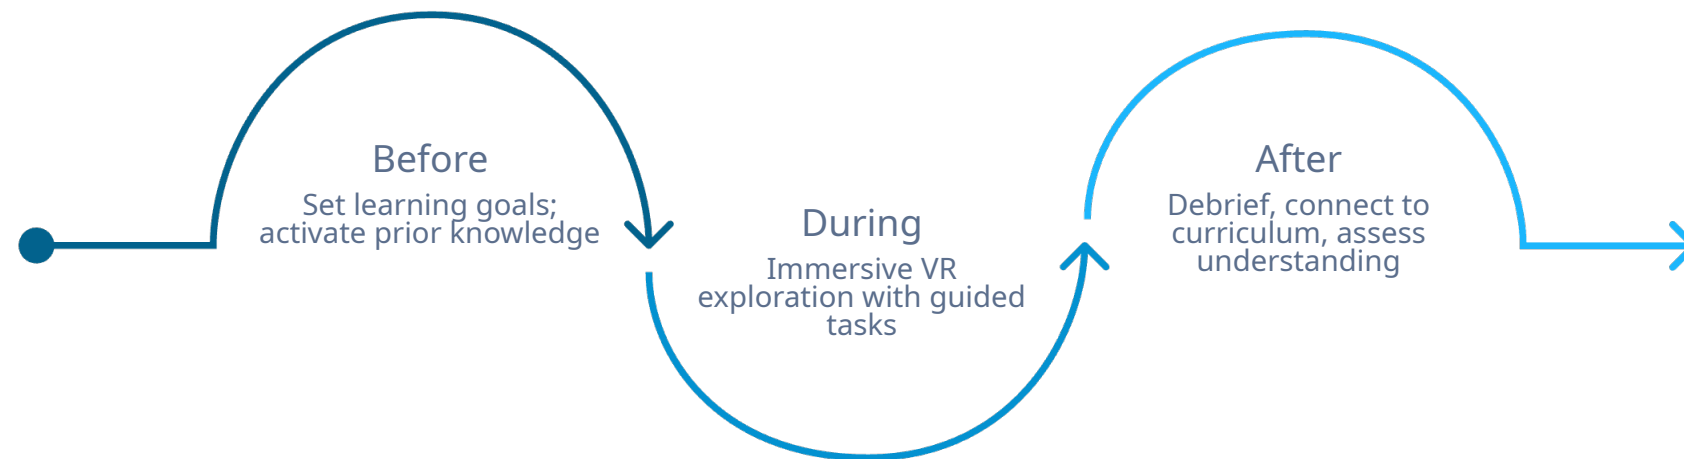 Before
Set learning goals;
activate prior knowledge
During
Immersive VR
exploration with guided
tasks
After
Debrief, connect to
curriculum, assess
understanding